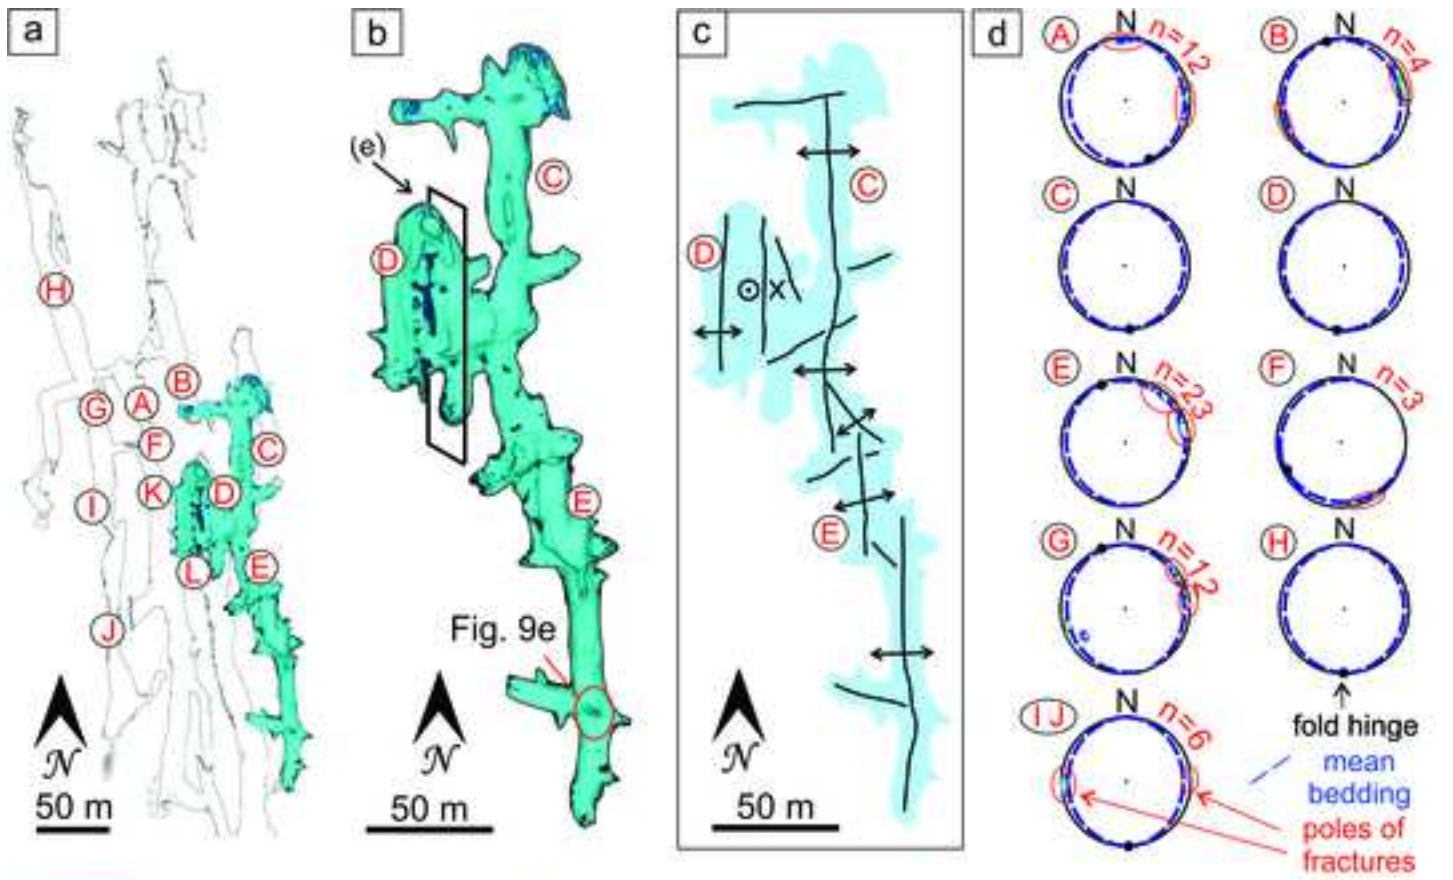 a
H
B
G
A
F
C
K
D
I
L
E
J
N
50 m
b
(e)
C
D
E
Fig. 9e
N
50 m
c
C
D
X
E
N
50 m
d
A
N
n=12
B
N
n=4
C
N
D
N
E
N
n=23
F
N
n=3
G
N
n=12
H
N
I J
N
n=6
fold hinge
mean
bedding
poles of
fractures